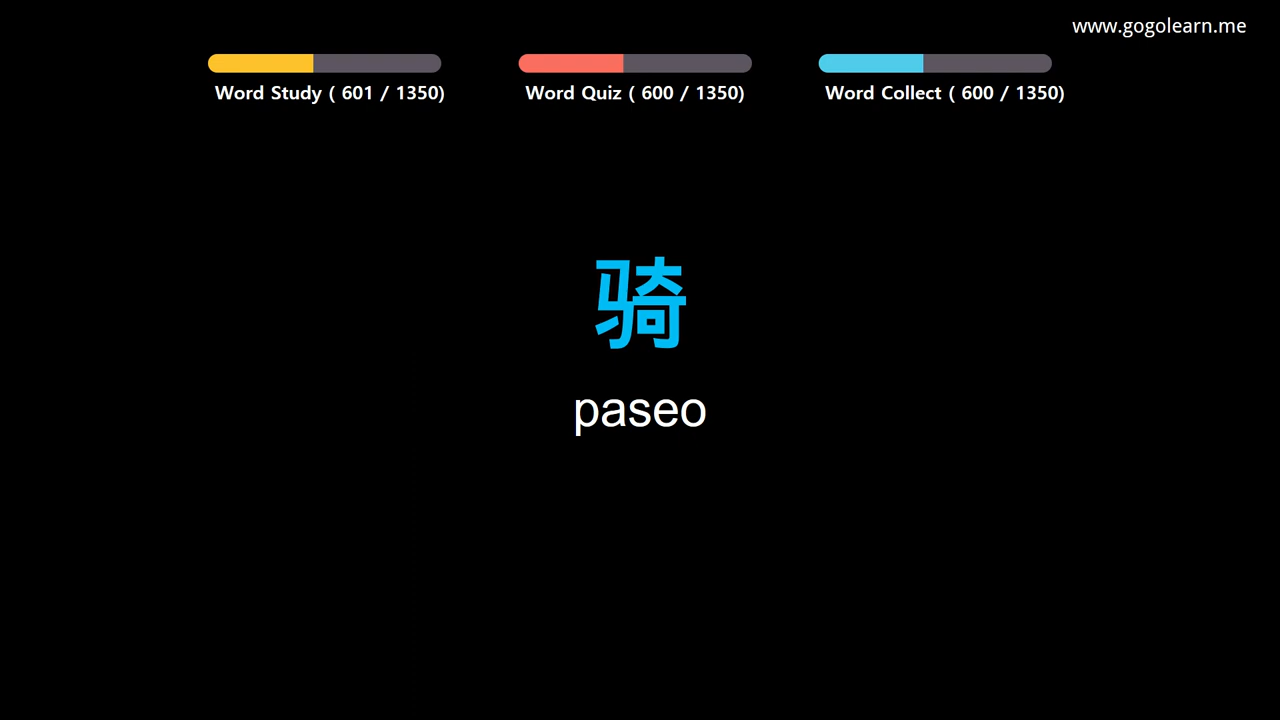 www.gogolearn.me
Word Study ( 601 / 1350)
Word Quiz ( 600 / 1350)
Word Collect ( 600 / 1350)
骑
paseo